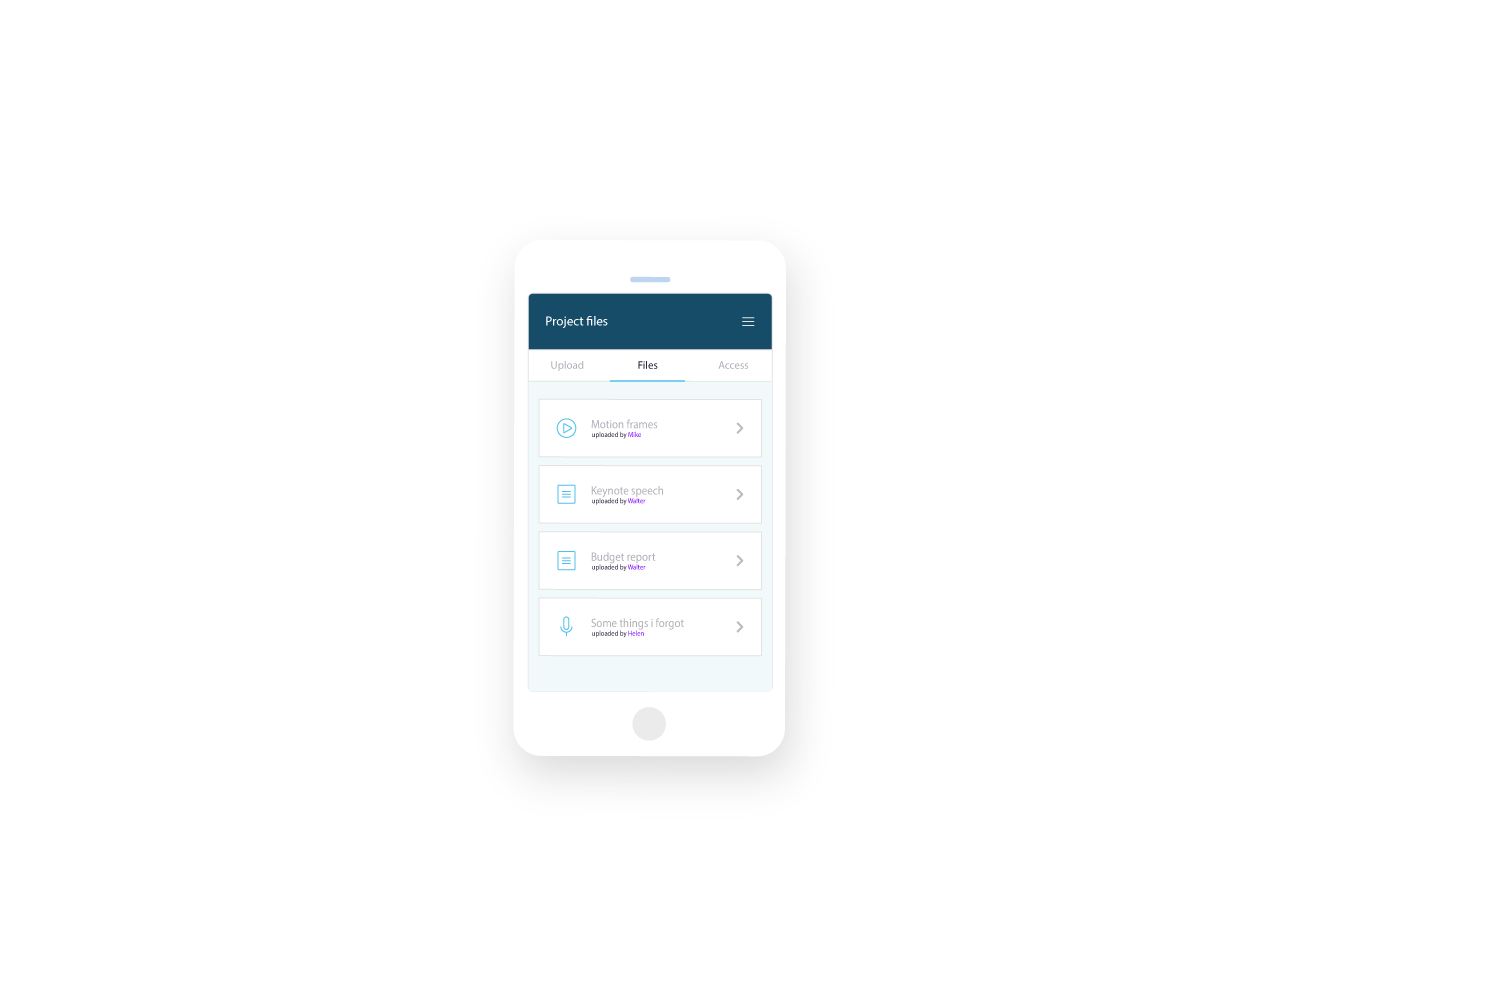 Project files
Upload Files Access
Motion frames
uploaded by Mike
Keynote speech
uploaded by Walter
Budget report
uploaded by Walter
Some things i forgot
uploaded by Helen